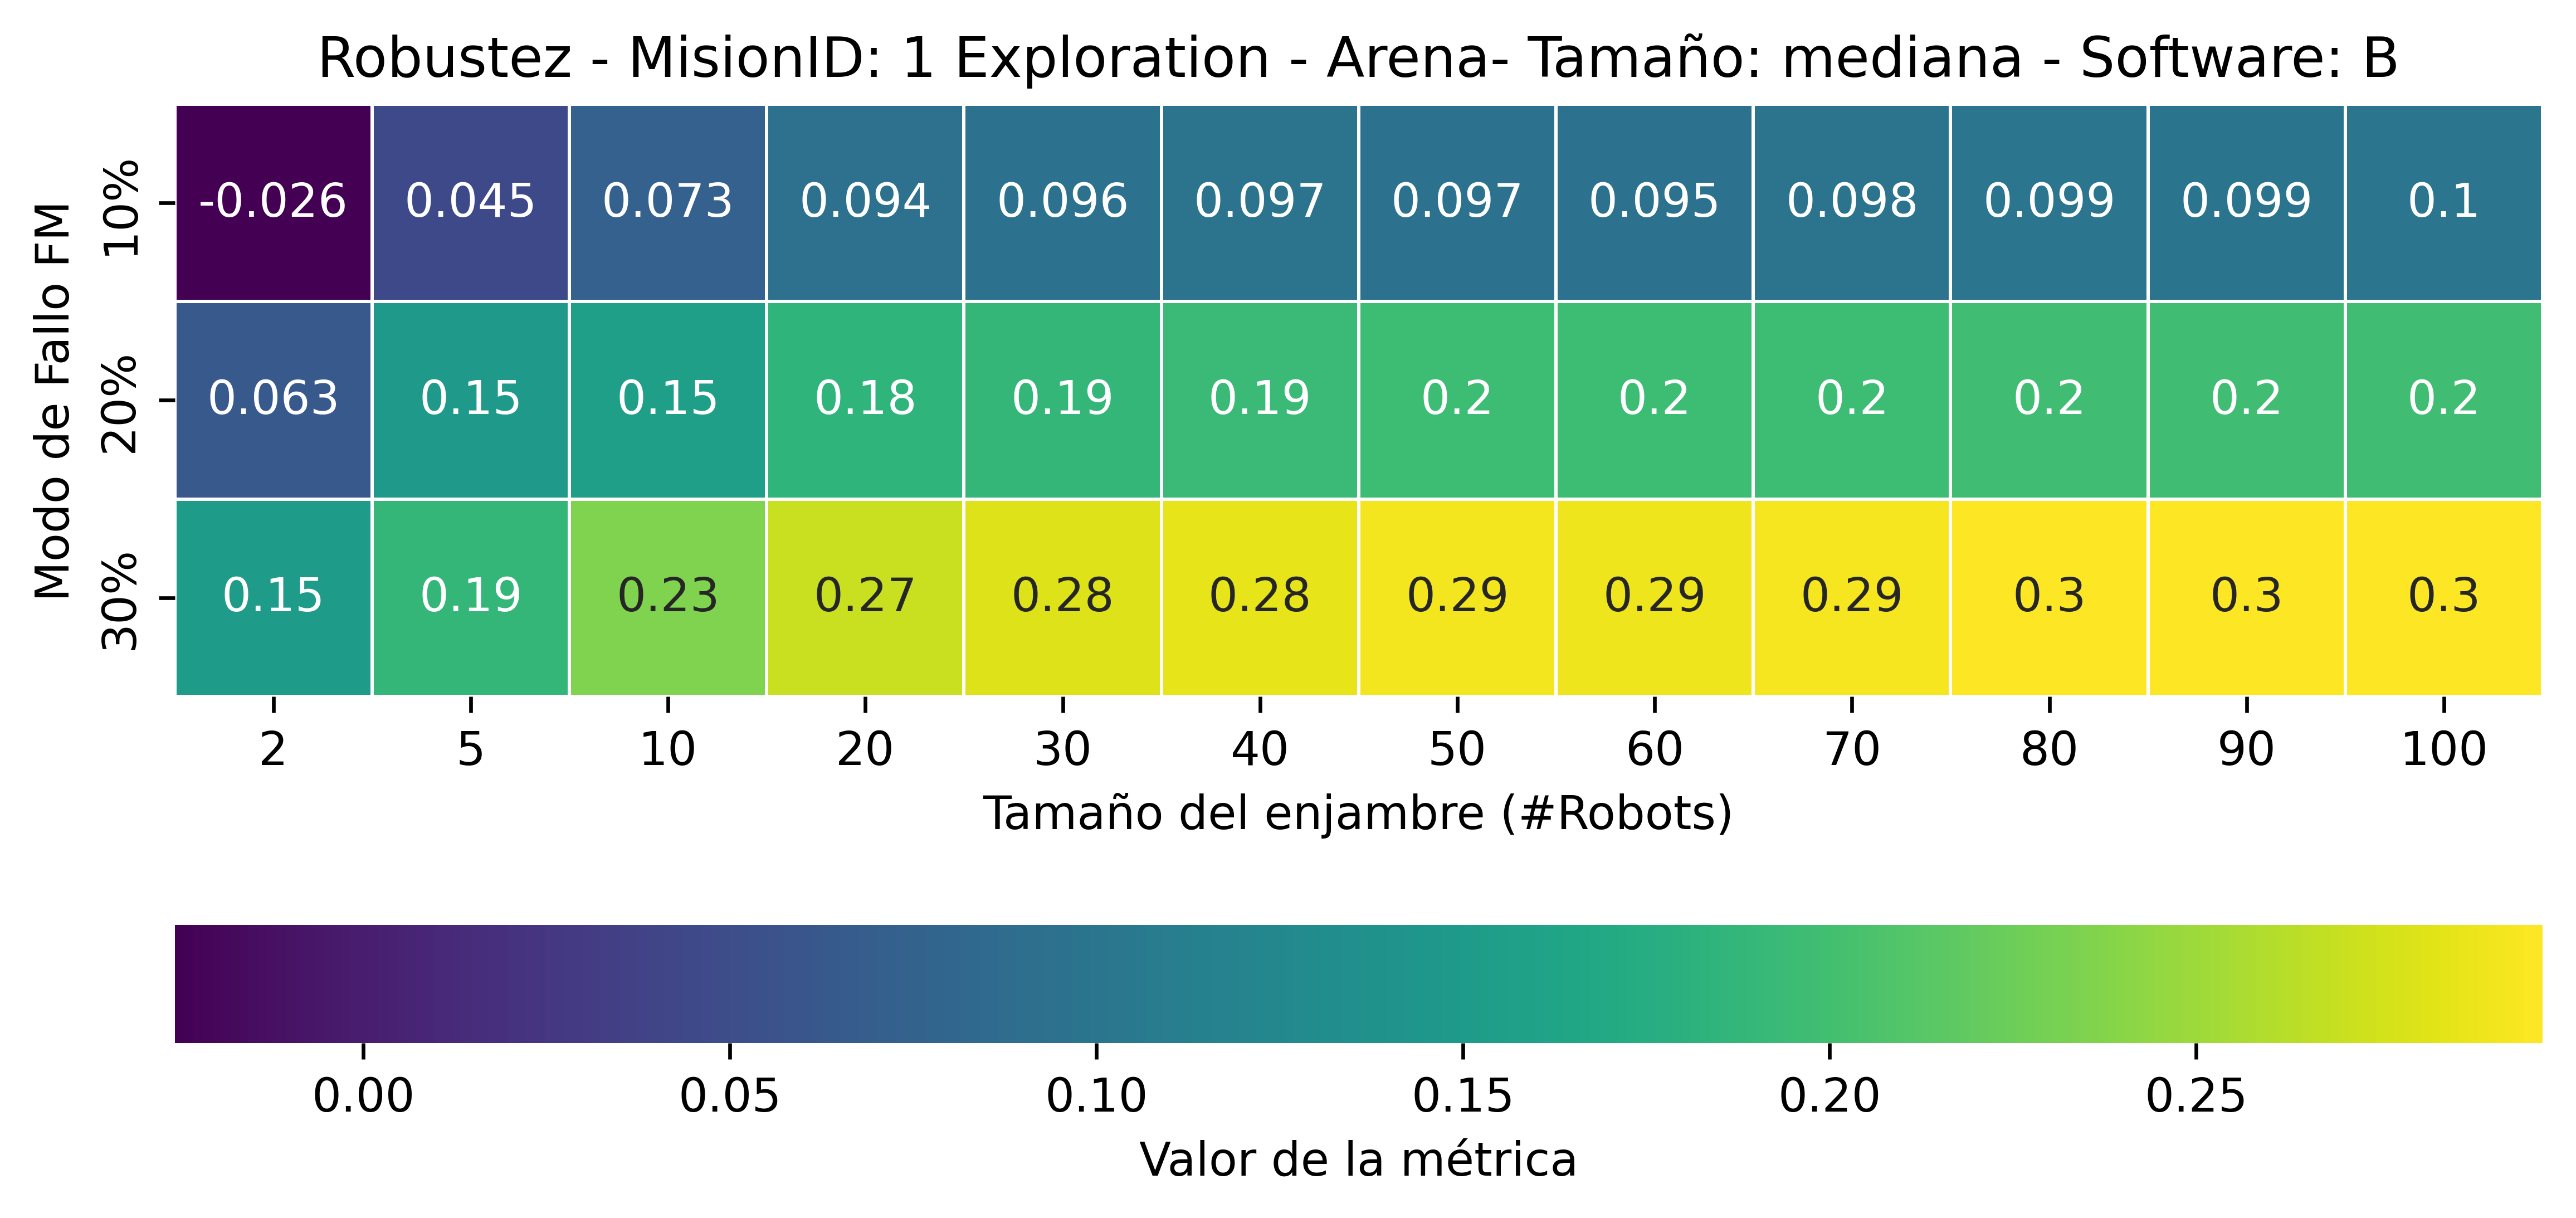 Robustez - MisionID: 1 Exploration - Arena- Tamaño: mediana - Software: B
Modo de Fallo FM
10%
-0.026 0.045 0.073 0.094 0.096 0.097 0.097 0.095 0.098 0.099 0.099 0.1
20%
0.063 0.15 0.15 0.18 0.19 0.19 0.2 0.2 0.2 0.2 0.2 0.2
30%
0.15 0.19 0.23 0.27 0.28 0.28 0.29 0.29 0.29 0.3 0.3 0.3
2 5 10 20 30 40 50 60 70 80 90 100
Tamaño del enjambre (#Robots)
0.00 0.05 0.10 0.15 0.20 0.25
Valor de la métrica